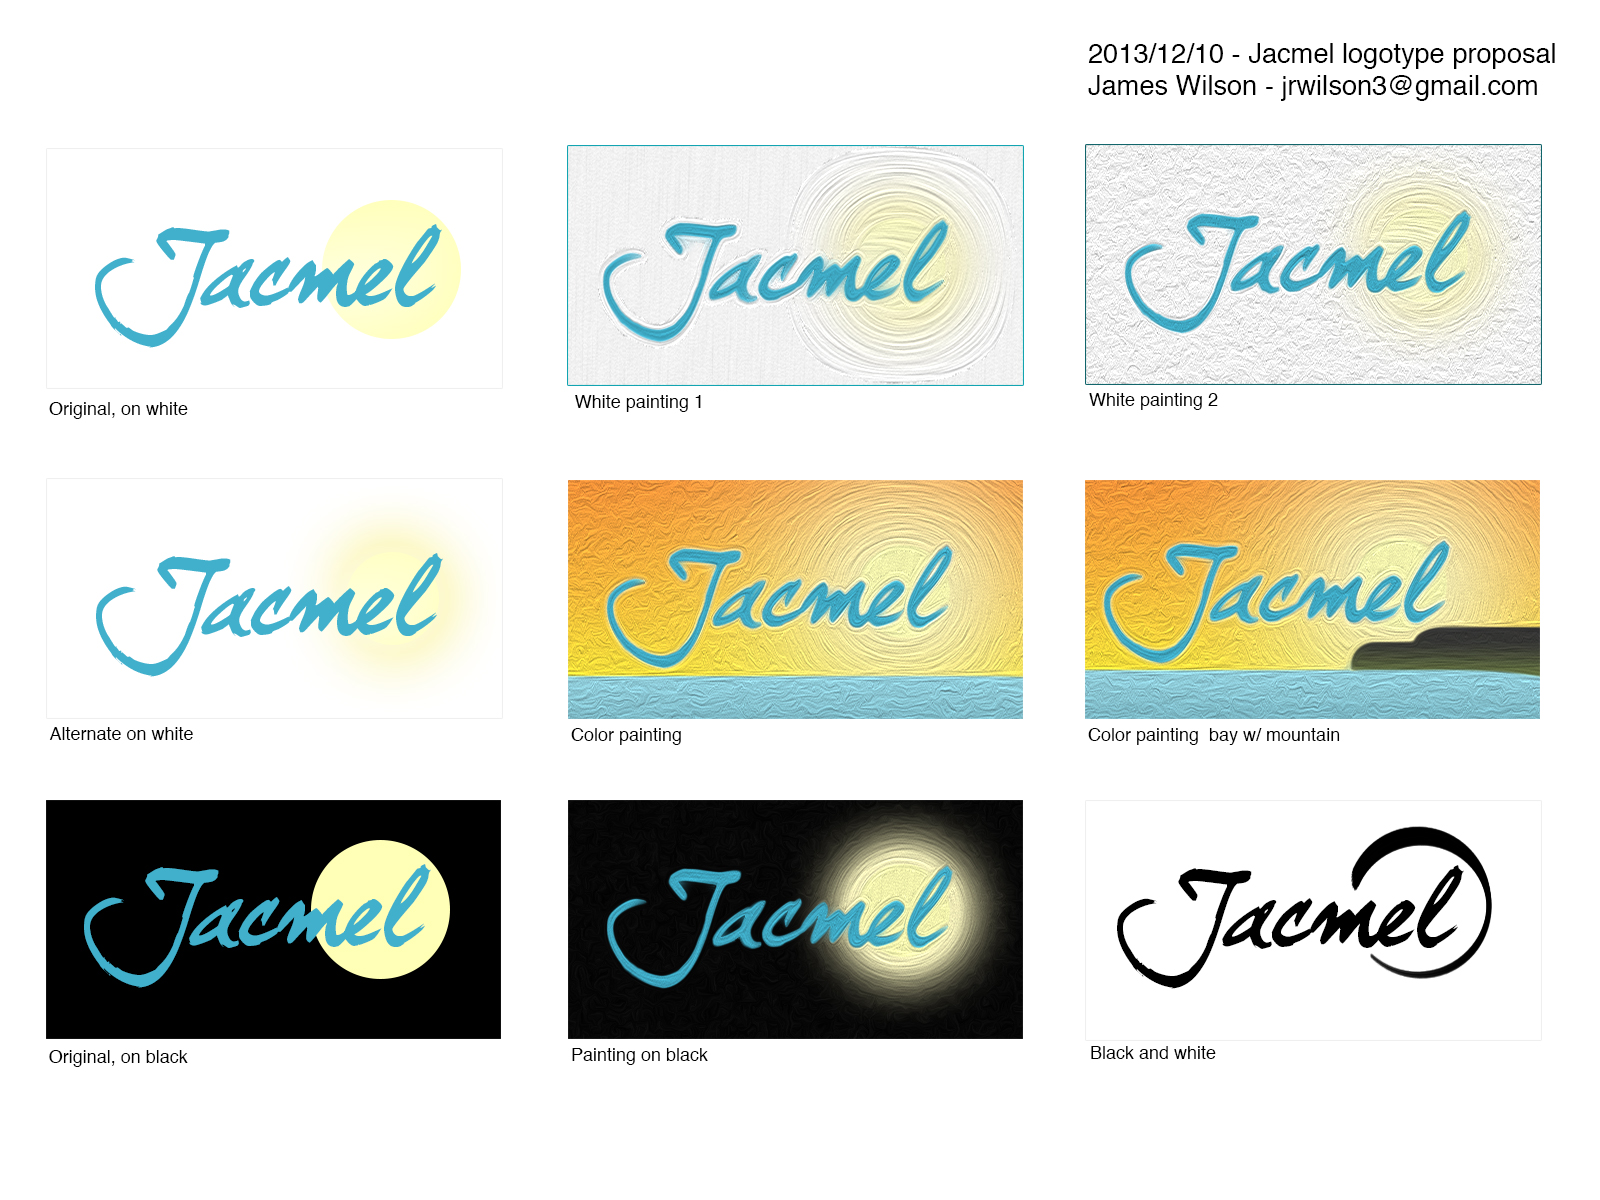 2013/12/10 - Jacmel logotype proposal
James Wilson - jrwilson3@gmail.com
Jacmel
Jacmel
Jacmel
Original, on white
White painting 1
White painting 2
Jacmel
Jacmel
Jacmel
Alternate on white
Color painting
Color painting  bay w/ mountain
Jacmel
Jacmel
Jacmel
Original, on black
Painting on black
Black and white